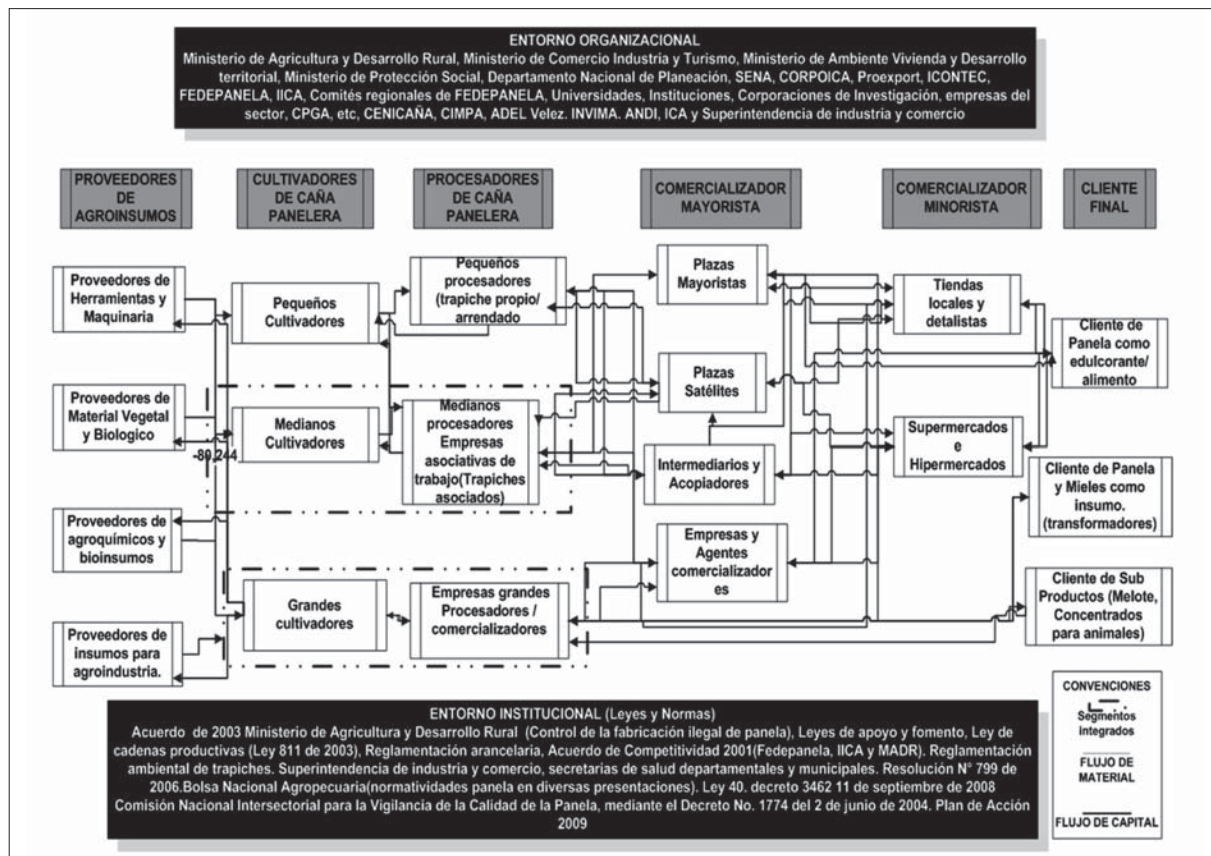 ENTORNO ORGANIZACIONAL
Ministerio de Agricultura y Desarrollo Rural, Ministerio de Comercio Industria y Turismo, Ministerio de Ambiente Vivienda y Desarrollo
territorial, Ministerio de Protección Social, Departamento Nacional de Planeación, SENA, CORPOICA, Proexport, ICONTEC,
FEDEPANELA, IICA, Comités regionales de FEDEPANELA, Universidades, Instituciones, Corporaciones de Investigación, empresas del
sector, CPGA, etc, CENICAÑA, CIMPA, ADEL Velez. INVIMA. ANDI, ICA y Superintendencia de industria y comercio
PROVEEDORES
DE
AGROINSUMOS
CULTIVADORES
DE CAÑA
PANELERA
PROCESADORES
DE CAÑA
PANELERA
COMERCIALIZADOR
MAYORISTA
COMERCIALIZADOR
MINORISTA
CLIENTE
FINAL
Proveedores de
Herramientas y
Maquinaria
Proveedores de
Material Vegetal
y Biologico
-80,244
Proveedores de
agroquímicos y
bioinsumos
Proveedores de
insumos para
agroindustria.
Pequeños
Cultivadores
Medianos
Cultivadores
Grandes
cultivadores
Pequeños
procesadores
(trapiche propio/
arrendado
Medianos
procesadores
Empresas
asociativas de
trabajo(Trapiches
asociados)
Empresas grandes
Procesadores /
comercializadores
Plazas
Mayoristas
Plazas
Satélites
Intermediarios y
Acopiadores
Empresas y
Agentes
comercializador
es
Tiendas
locales y
detalistas
Supermercados
e
Hipermercados
Cliente de
Panela como
edulcorante/
alimento
Cliente de Panela
y Mieles como
insumo.
(transformadores)
Cliente de Sub
Productos (Melote,
Concentrados
para animales)
CONVENCIONES
Segmentos
integrados
FLUJO DE
MATERIAL
FLUJO DE CAPITAL
ENTORNO INSTITUCIONAL (Leyes y Normas)
Acuerdo de 2003 Ministerio de Agricultura y Desarrollo Rural (Control de la fabricación ilegal de panela), Leyes de apoyo y fomento, Ley de
cadenas productivas (Ley 811 de 2003), Reglamentación arancelaria, Acuerdo de Competitividad 2001(Fedepanela, IICA y MADR). Reglamentación
ambiental de trapiches. Superintendencia de industria y comercio, secretarias de salud departamentales y municipales. Resolución N° 799 de
2006.Bolsa Nacional Agropecuaria(normatividades panela en diversas presentaciones). Ley 40. decreto 3462 11 de septiembre de 2008
Comisión Nacional Intersectorial para la Vigilancia de la Calidad de la Panela, mediante el Decreto No. 1774 del 2 de junio de 2004. Plan de Acción
2009